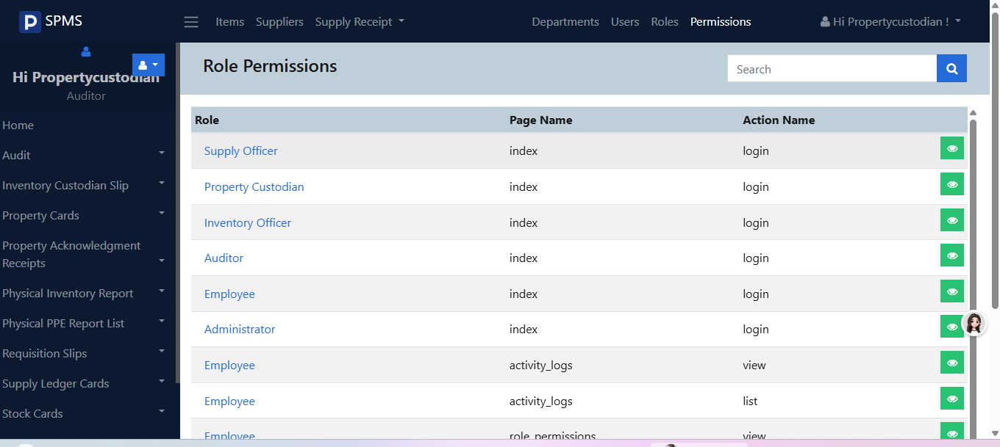 SPMS
Items Suppliers Supply Receipt Departments Users Roles Permissions Hi Propertycustodian !
Hi Propertycustodian
Auditor
Home
Audit
Inventory Custodian Slip
Property Cards
Property Acknowledgment
Receipts
Physical Inventory Report
Physical PPE Report List
Requisition Slips
Supply Ledger Cards
Stock Cards
Role Permissions
Search
Role Page Name Action Name
Supply Officer index login
Property Custodian index login
Inventory Officer index login
Auditor index login
Employee index login
Administrator index login
Employee activity_logs view
Employee activity_logs list
Employee role_permissions view